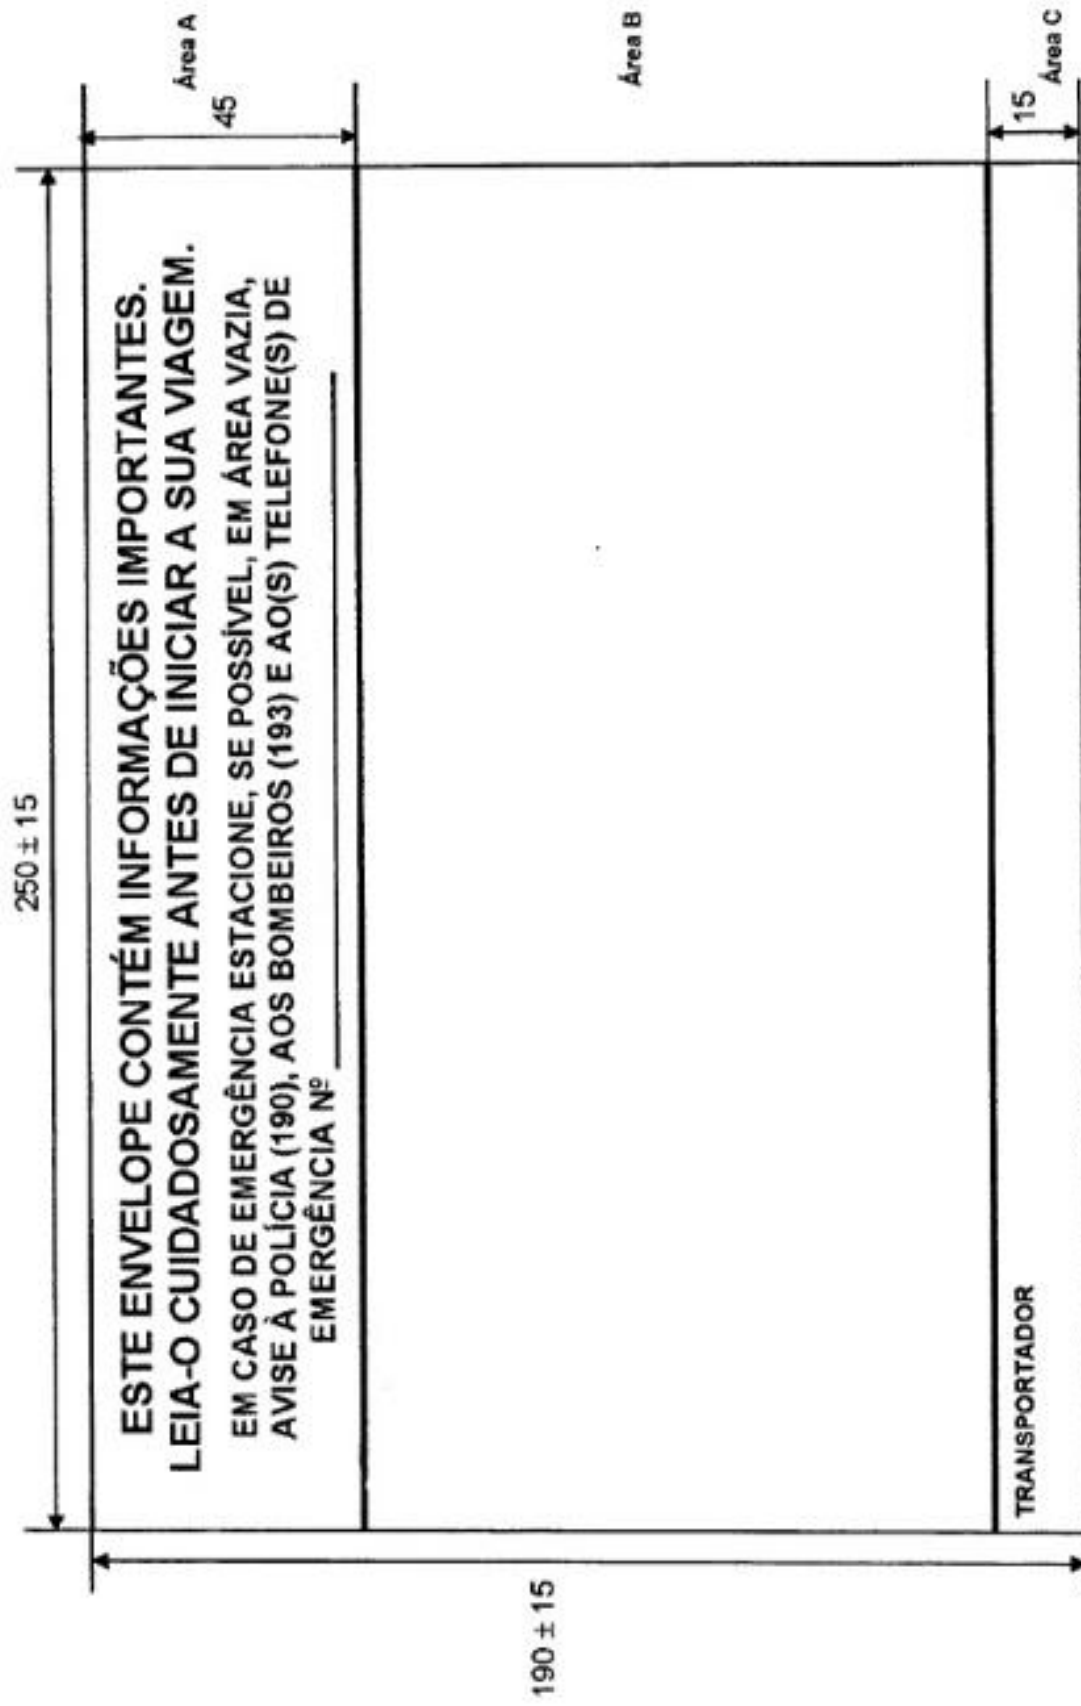 250 ± 15
ESTE ENVELOPE CONTÉM INFORMAÇÕES IMPORTANTES.
LEIA-O CUIDADOSAMENTE ANTES DE INICIAR A SUA VIAGEM.
EM CASO DE EMERGÊNCIA ESTACIONE, SE POSSÍVEL, EM ÁREA VAZIA,
AVISE À POLÍCIA (190), AOS BOMBEIROS (193) E AO(S) TELEFONE(S) DE
EMERGÊNCIA Nº
45
Área A
190 ± 15
Área B
TRANSPORTADOR
15
Área C